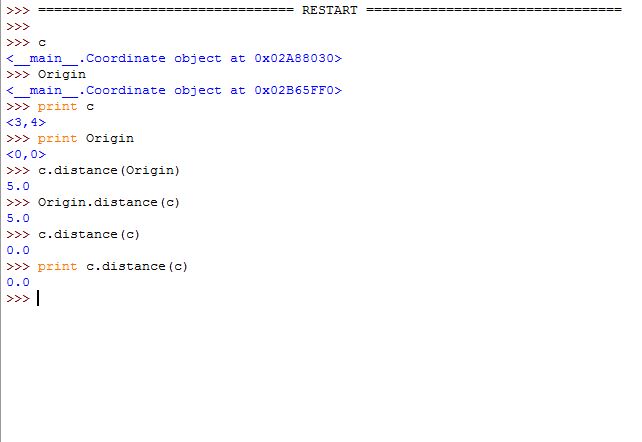 >>> ================================ RESTART ================================
>>>
>>> c
<__main__.Coordinate object at 0x02A88030>
>>> Origin
<__main__.Coordinate object at 0x02B65FF0>
>>> print c
<3,4>
>>> print Origin
<0,0>
>>> c.distance(Origin)
5.0
>>> Origin.distance(c)
5.0
>>> c.distance(c)
0.0
>>> print c.distance(c)
0.0
>>>